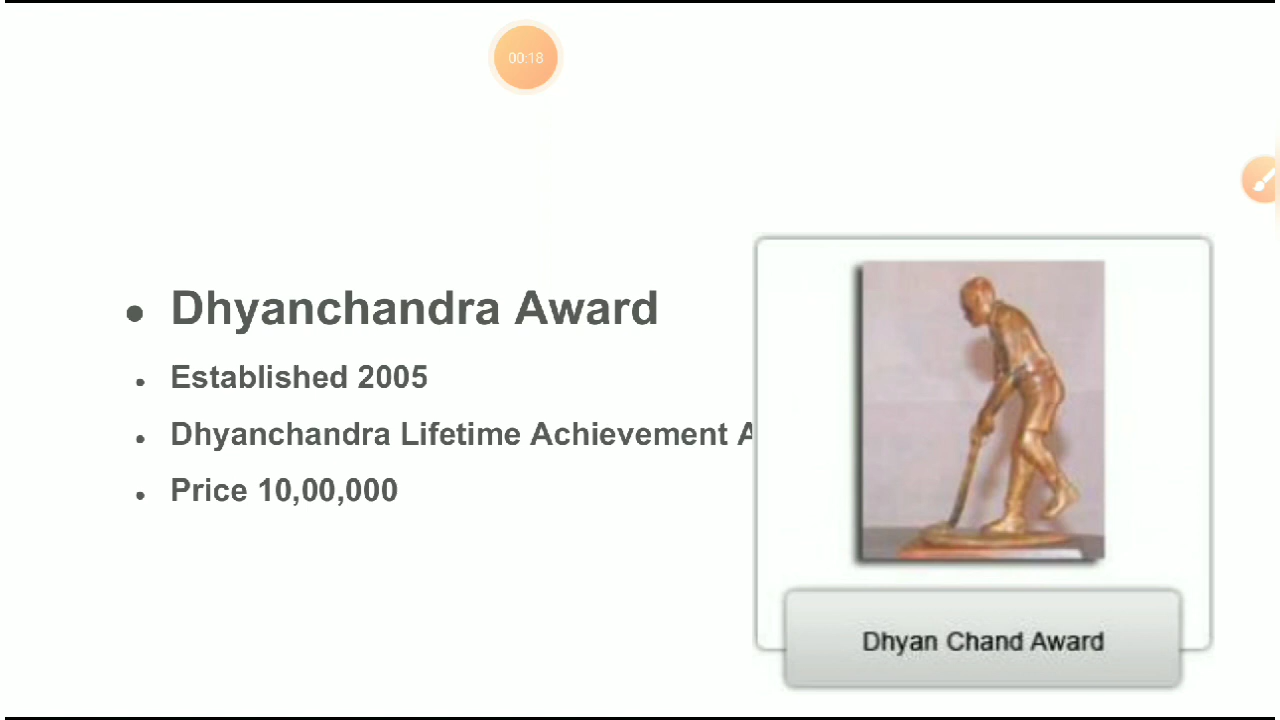 00:18
Dhyanchandra Award
Established 2005
Dhyanchandra Lifetime Achievement A
Price 10,00,000
Dhyan Chand Award